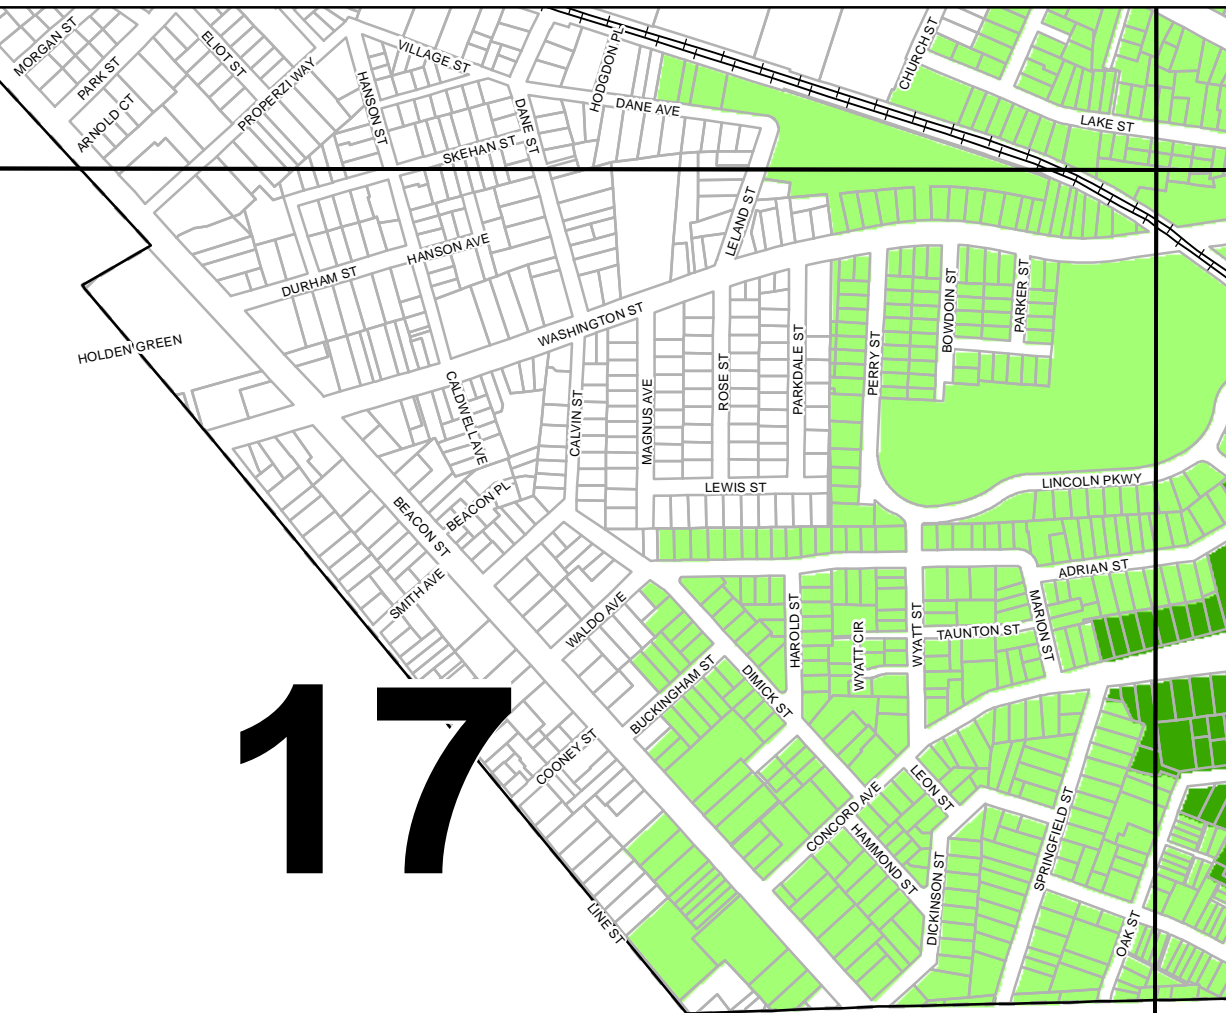 MORGAN ST
PARK ST
ARNOLD CT
ELIOT ST
PROPERZI WAY
VILLAGE ST
HANSON ST
HODGDON PL
DANE AVE
DANE ST
SKEHAN ST
CHURCH ST
LAKE ST
LELAND ST
HANSON AVE
DURHAM ST
WASHINGTON ST
HOLDEN GREEN
CALDWELL AVE
CALVIN ST
MAGNUS AVE
ROSE ST
PARKDALE ST
PERRY ST
BOWDOIN ST
PARKER ST
LEWIS ST
LINCOLN PKWY
BEACON ST
BEACON PL
SMITH AVE
WALDO AVE
ADRIAN ST
MARION ST
HAROLD ST
WYATT CIR
WYATT ST
TAUNTON ST
BUCKINGHAM ST
DIMICK ST
17
COONEY ST
LEON ST
CONCORD AVE
HAMMOND ST
SPRINGFIELD ST
DICKINSON ST
LINE ST
OAK ST